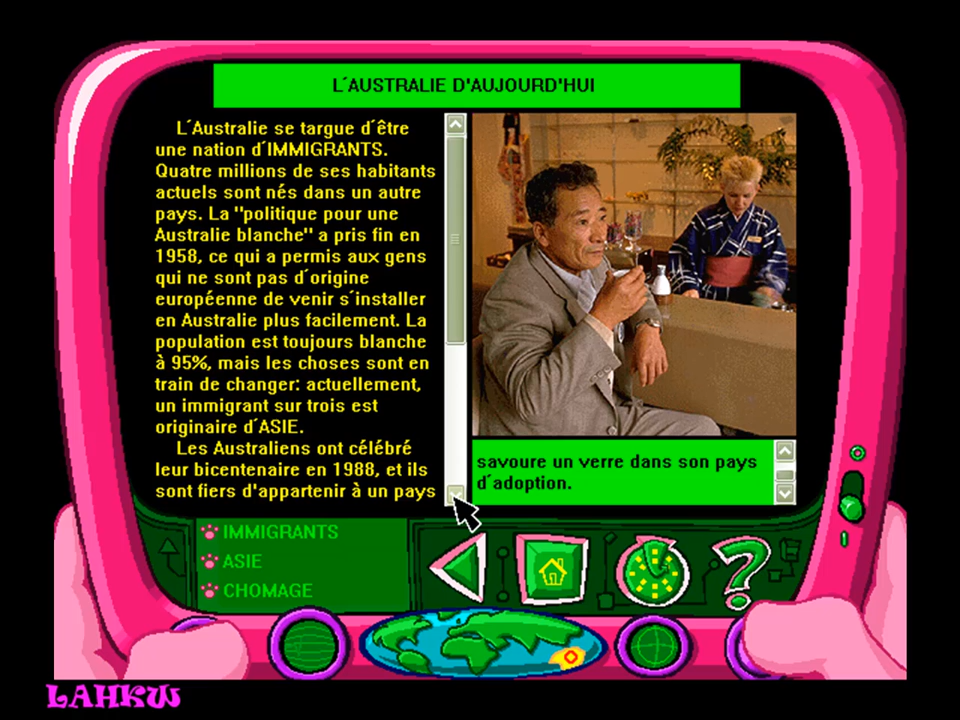 L´AUSTRALIE D'AUJOURD'HUI
L´Australie se targue d´être
une nation d´IMMIGRANTS.
Quatre millions de ses habitants
actuels sont nés dans un autre
pays. La "politique pour une
Australie blanche" a pris fin en
1958, ce qui a permis aux gens
qui ne sont pas d´origine
européenne de venir s´installer
en Australie plus facilement. La
population est toujours blanche
à 95%, mais les choses sont en
train de changer: actuellement,
un immigrant sur trois est
originaire d´ASIE.
Les Australiens ont célébré
leur bicentenaire en 1988, et ils
sont fiers d'appartenir à un pays
savoure un verre dans son pays
d´adoption.
IMMIGRANTS
ASIE
CHOMAGE
LAHKW